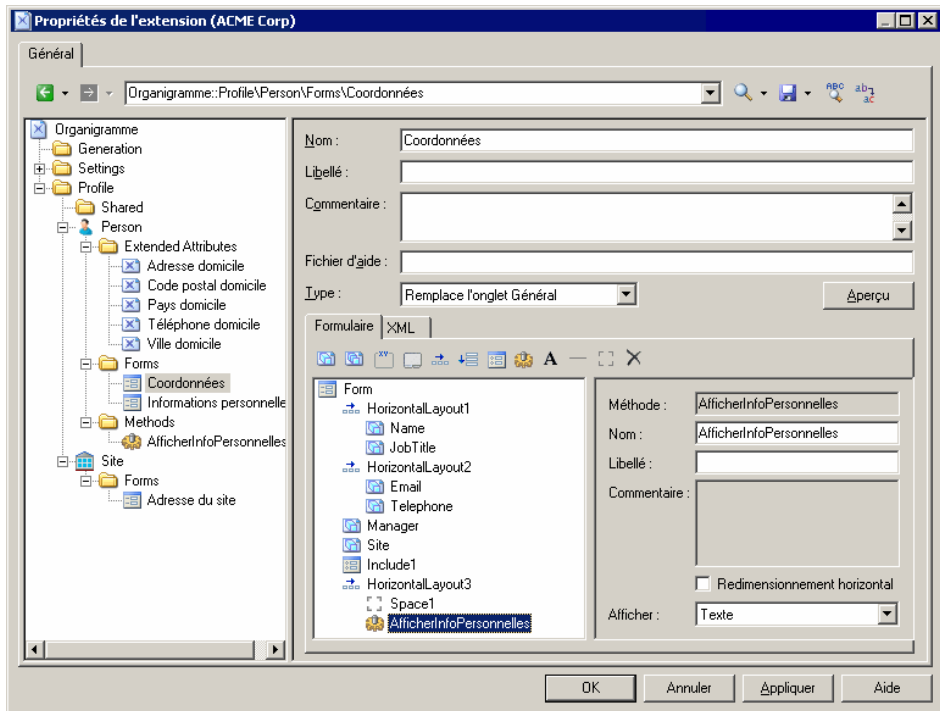 Propriétés de l'extension (ACME Corp)
Général
Organigramme::Profile\Person\Forms\Coordonnées
ABC
ab
ac
Organigramme
Generation
Settings
Profile
Shared
Person
Extended Attributes
Adresse domicile
Code postal domicile
Pays domicile
Téléphone domicile
Ville domicile
Forms
Coordonnées
Informations personnelle
Methods
AfficherInfoPersonnelles
Site
Forms
Adresse du site
Nom : Coordonnées
Libellé :
Commentaire :
Fichier d'aide :
Type : Remplace l'onglet Général
Aperçu
Formulaire XML
XY
A
Form
HorizontalLayout1
Name
JobTitle
HorizontalLayout2
Email
Telephone
Manager
Site
Include1
HorizontalLayout3
Space1
AfficherInfoPersonnelles
Méthode : AfficherInfoPersonnelles
Nom : AfficherInfoPersonnelles
Libellé :
Commentaire :
Redimensionnement horizontal
Afficher : Texte
OK Annuler Appliquer Aide